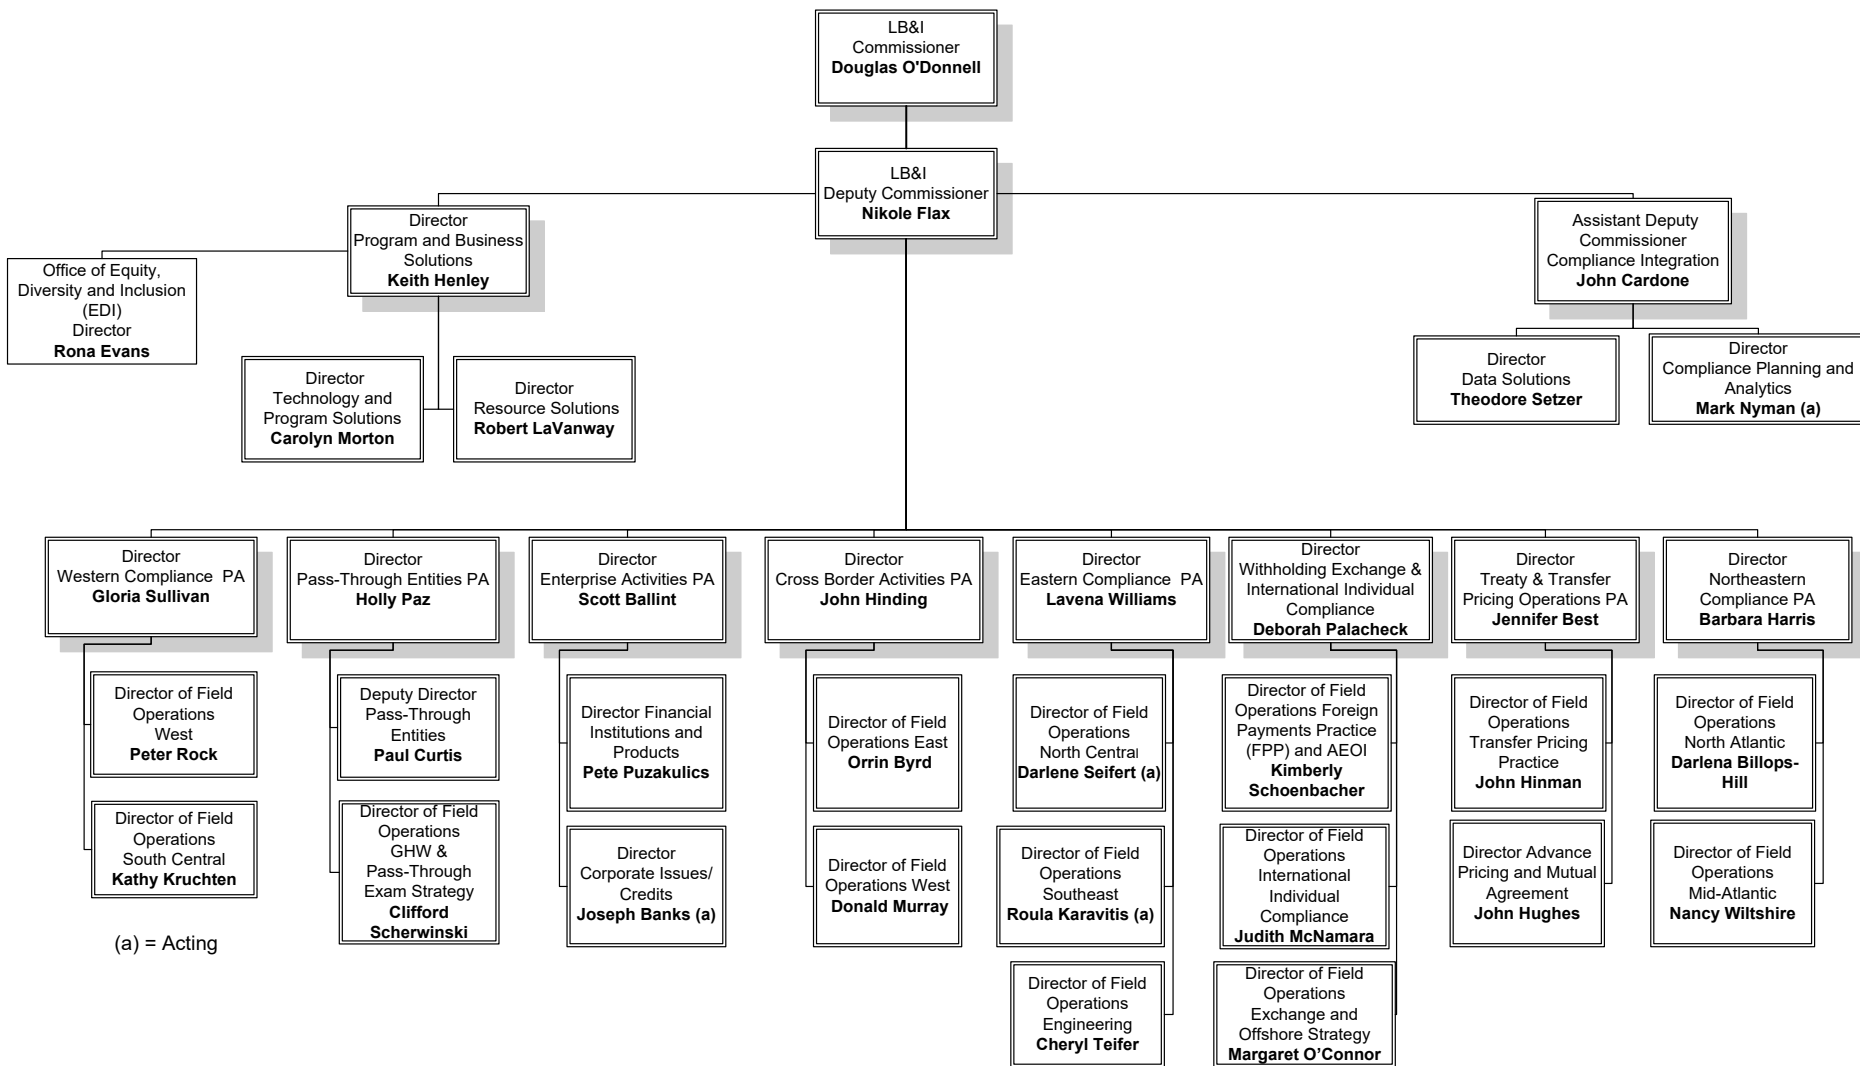 LB&I
Commissioner
Douglas O'Donnell
LB&I
Deputy Commissioner
Nikole Flax
Director
Program and Business
Solutions
Keith Henley
Assistant Deputy
Commissioner
Compliance Integration
John Cardone
Office of Equity,
Diversity and Inclusion
(EDI)
Director
Rona Evans
Director
Technology and
Program Solutions
Carolyn Morton
Director
Resource Solutions
Robert LaVanway
Director
Data Solutions
Theodore Setzer
Director
Compliance Planning and
Analytics
Mark Nyman (a)
Director
Western Compliance PA
Gloria Sullivan
Director
Pass-Through Entities PA
Holly Paz
Director
Enterprise Activities PA
Scott Ballint
Director
Cross Border Activities PA
John Hinding
Director
Eastern Compliance PA
Lavena Williams
Director
Withholding Exchange &
International Individual
Compliance
Deborah Palacheck
Director
Treaty & Transfer
Pricing Operations PA
Jennifer Best
Director
Northeastern
Compliance PA
Barbara Harris
Director of Field
Operations
West
Peter Rock
Deputy Director
Pass-Through
Entities
Paul Curtis
Director Financial
Institutions and
Products
Pete Puzakulics
Director of Field
Operations East
Orrin Byrd
Director of Field
Operations
North Central
Darlene Seifert (a)
Director of Field
Operations Foreign
Payments Practice
(FPP) and AEOI
Kimberly
Schoenbacher
Director of Field
Operations
Transfer Pricing
Practice
John Hinman
Director of Field
Operations
North Atlantic
Darlena Billops-
Hill
Director of Field
Operations
South Central
Kathy Kruchten
Director of Field
Operations
GHW &
Pass-Through
Exam Strategy
Clifford
Scherwinski
Director
Corporate Issues/
Credits
Joseph Banks (a)
Director of Field
Operations West
Donald Murray
Director of Field
Operations
Southeast
Roula Karavitis (a)
Director of Field
Operations
International
Individual
Compliance
Judith McNamara
Director Advance
Pricing and Mutual
Agreement
John Hughes
Director of Field
Operations
Mid-Atlantic
Nancy Wiltshire
(a) = Acting
Director of Field
Operations
Engineering
Cheryl Teifer
Director of Field
Operations
Exchange and
Offshore Strategy
Margaret O’Connor